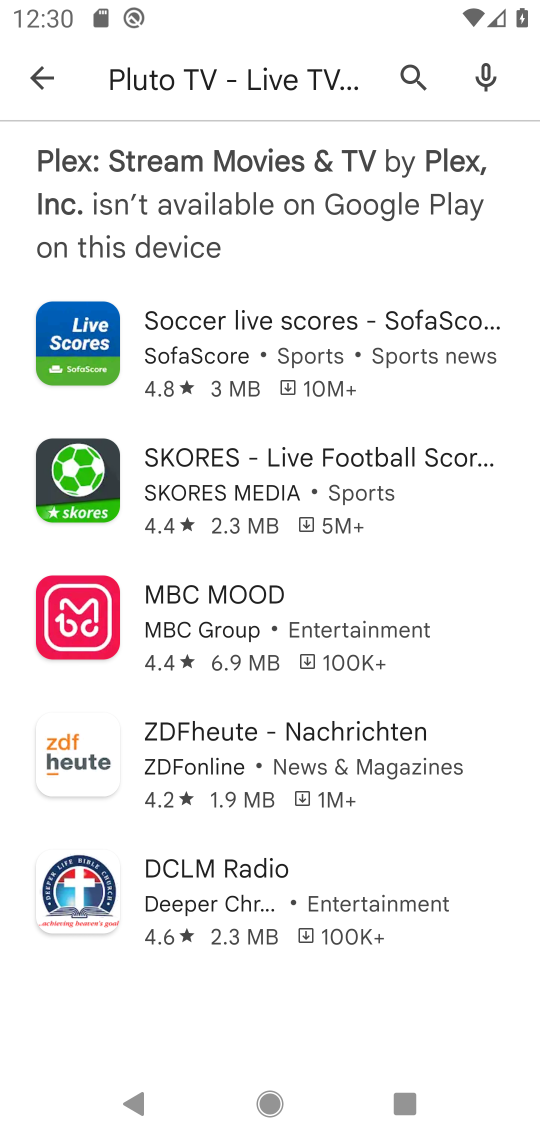 12:30
Pluto TV - Live TV...
Plex: Stream Movies & TV by Plex,
Inc. isn’t available on Google Play
on this device
Live
Scores
SofaScore
Soccer live scores - SofaSco...
SofaScore • Sports • Sports news
4.8★ 3 MB 10M+
★ skores
SKORES - Live Football Scor...
SKORES MEDIA • Sports
4.4★ 2.3 MB 5M+
MBC MOOD
MBC Group • Entertainment
4.4★ 6.9 MB 100K+
zdf
heute
ZDFheute - Nachrichten
ZDFonline • News & Magazines
4.2★ 1.9 MB 1M+
DEEPER LIFE BIBLE CHURCH
...achieving heaven's goal
DCLM Radio
Deeper Chr... • Entertainment
4.6★ 2.3 MB 100K+